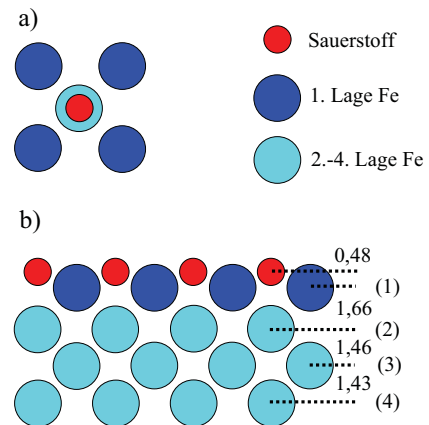 a)
Sauerstoff
1. Lage Fe
2.-4. Lage Fe
b)
0,48
(1)
1,66
(2)
1,46
(3)
1,43
(4)